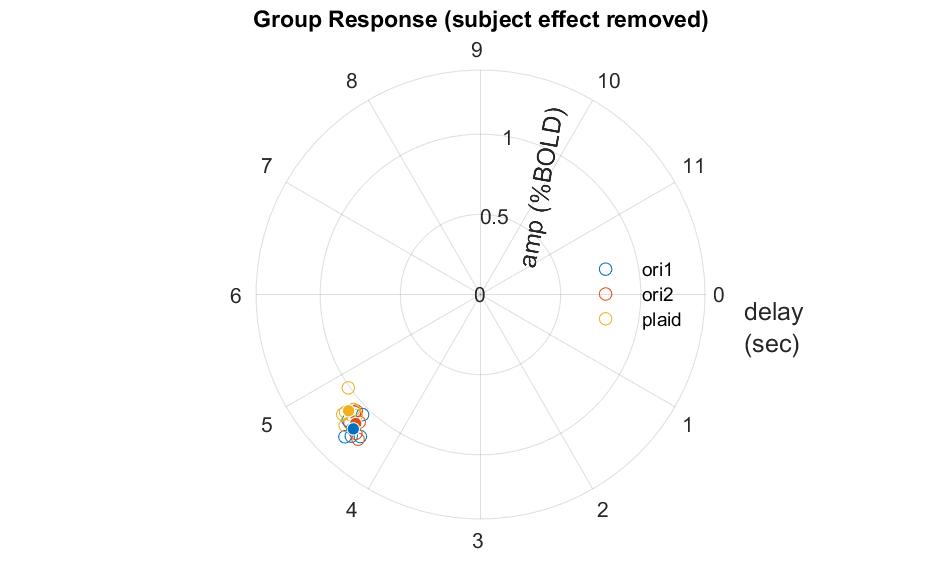 Group Response (subject effect removed)
9
8
10
7
11
1
0.5
amp (%BOLD)
6
0
0
ori1
ori2
plaid
delay
(sec)
5
1
4
2
3